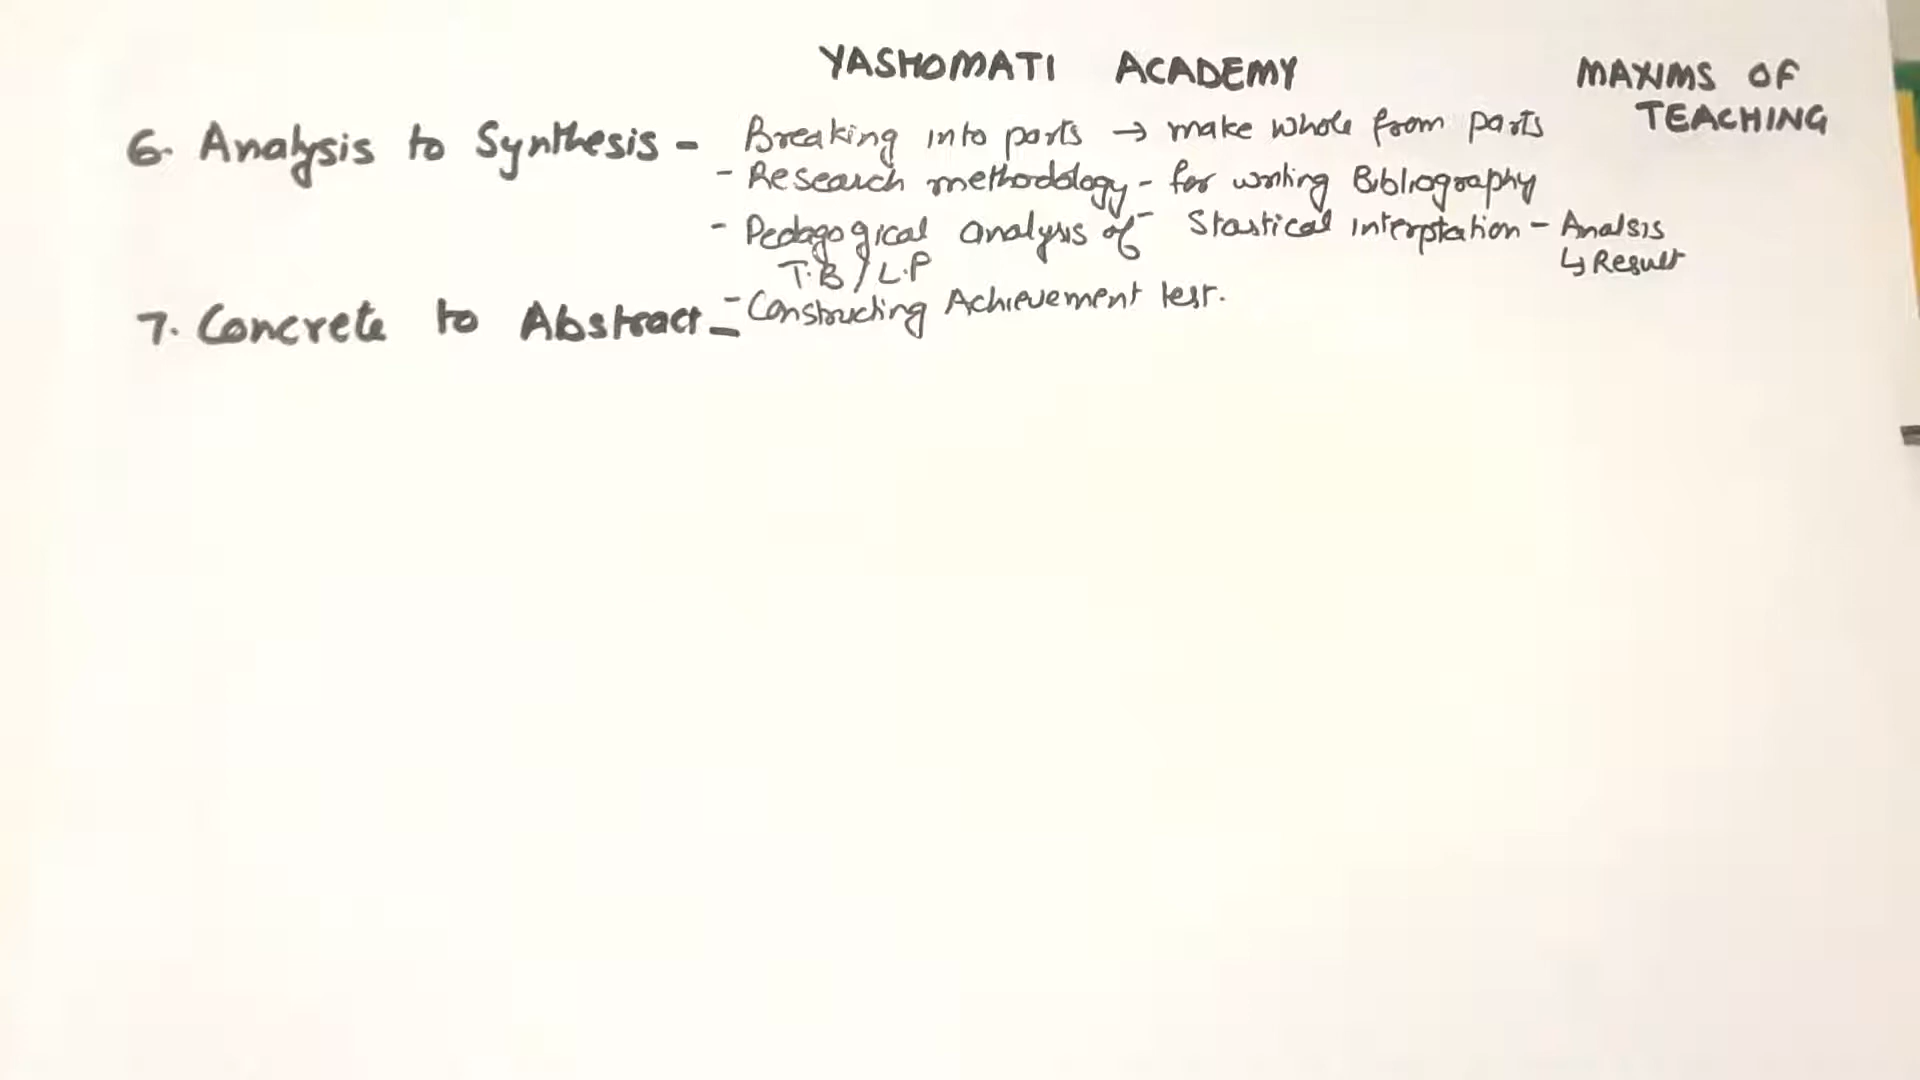 YASHOMATI ACADEMY
MAXIMS OF
TEACHING
6. Analysis to Synthesis - Breaking into parts → make whole from parts
- Research methodology - for writing Bibliography
- Pedagogical analysis of - Stastical interptation - Analsis
T.B / L.P
↳ Result
- Constructing Achievement test.
7. Concrete to Abstract -